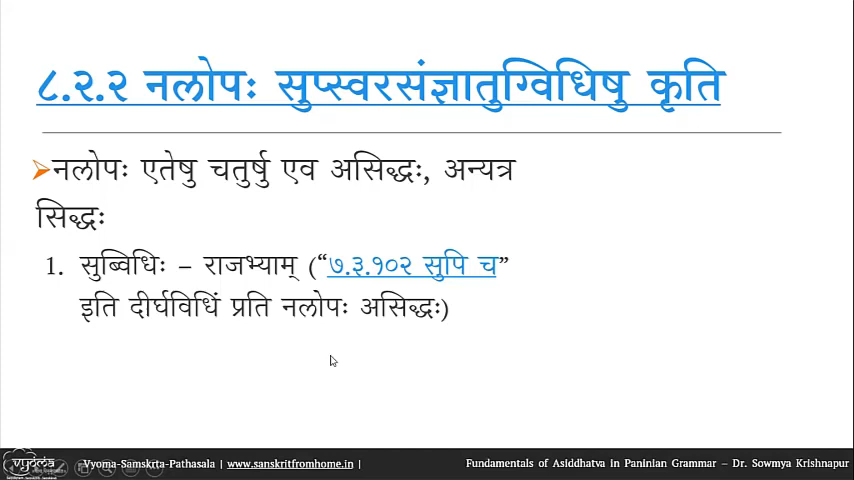 ८.२.२ नलोपः सुप्स्वरसंज्ञातुग्विधिषु कृति
नलोपः एतेषु चतुर्षु एव असिद्धः, अन्यत्र
सिद्धः
1. सुब्विधिः – राजभ्याम् (“७.३.१०२ सुपि च”
इति दीर्घविधिं प्रति नलोपः असिद्धः)
vyoma
Vyoma-Samskrta-Pathasala | www.sanskritfromhome.in |
Fundamentals of Asiddhatva in Paninian Grammar – Dr. Sowmya Krishnapur